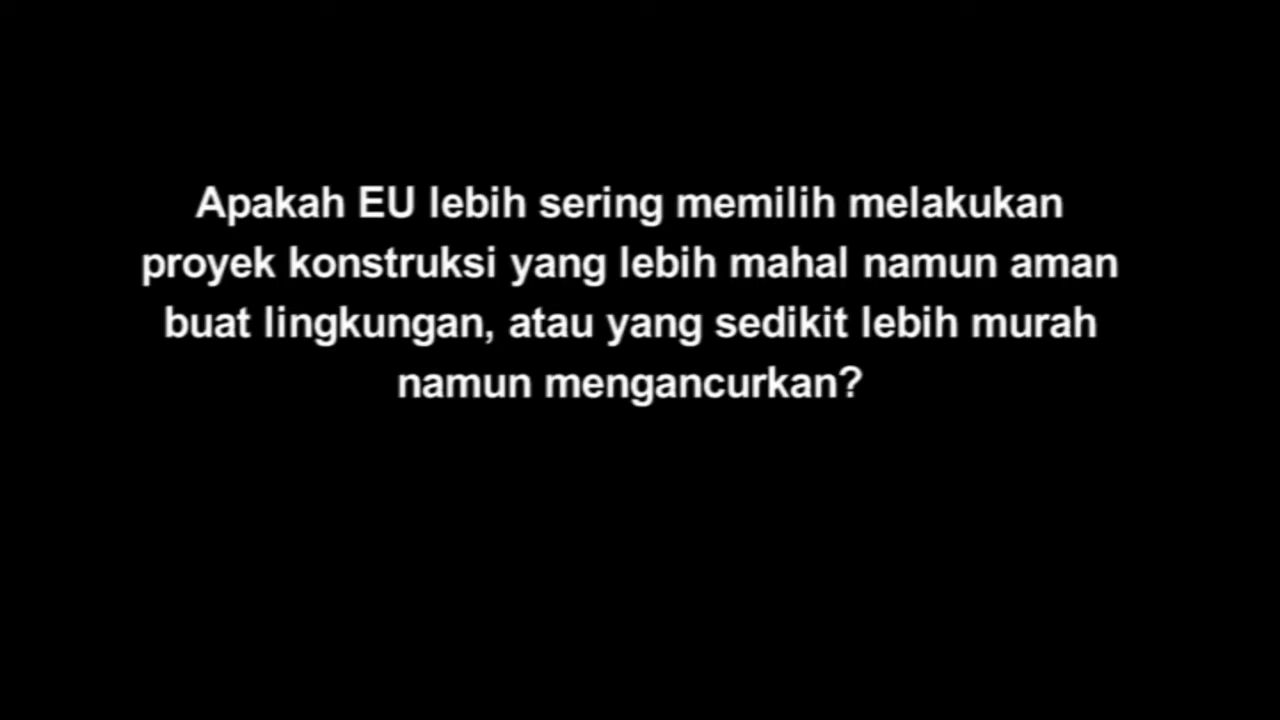 Apakah EU lebih sering memilih melakukan
proyek konstruksi yang lebih mahal namun aman
buat lingkungan, atau yang sedikit lebih murah
namun mengancurkan?